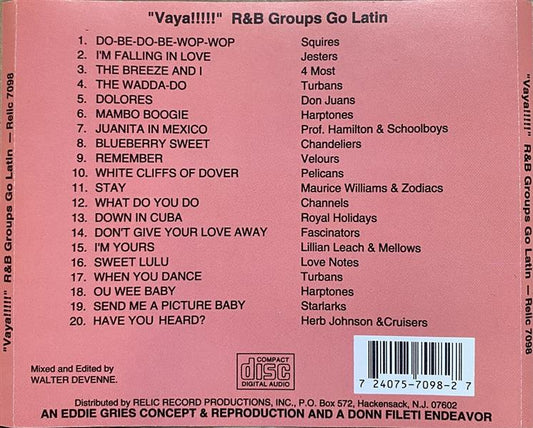 "Vaya!!!!!" R&B Groups Go Latin
1. DO-BE-DO-BE-WOP-WOP Squires
2. I'M FALLING IN LOVE Jesters
3. THE BREEZE AND I 4 Most
4. THE WADDA-DO Turbans
5. DOLORES Don Juans
6. MAMBO BOOGIE Harptones
7. JUANITA IN MEXICO Prof. Hamilton & Schoolboys
8. BLUEBERRY SWEET Chandeliers
9. REMEMBER Velours
10. WHITE CLIFFS OF DOVER Pelicans
11. STAY Maurice Williams & Zodiacs
12. WHAT DO YOU DO Channels
13. DOWN IN CUBA Royal Holidays
14. DON'T GIVE YOUR LOVE AWAY Fascinators
15. I'M YOURS Lillian Leach & Mellows
16. SWEET LULU Love Notes
17. WHEN YOU DANCE Turbans
18. OU WEE BABY Harptones
19. SEND ME A PICTURE BABY Starlarks
20. HAVE YOU HEARD? Herb Johnson &Cruisers
Mixed and Edited by
WALTER DEVENNE.
COMPACT
disc
DIGITAL AUDIO
7 24075-7098-2 7
Distributed by RELIC RECORD PRODUCTIONS, INC., P.O. Box 572, Hackensack, N.J. 07602
AN EDDIE GRIES CONCEPT & REPRODUCTION AND A DONN FILETI ENDEAVOR
"Vaya!!!!!" R&B Groups Go Latin — Relic 7098
"Vaya!!!!!" R&B Groups Go Latin — Relic 7098